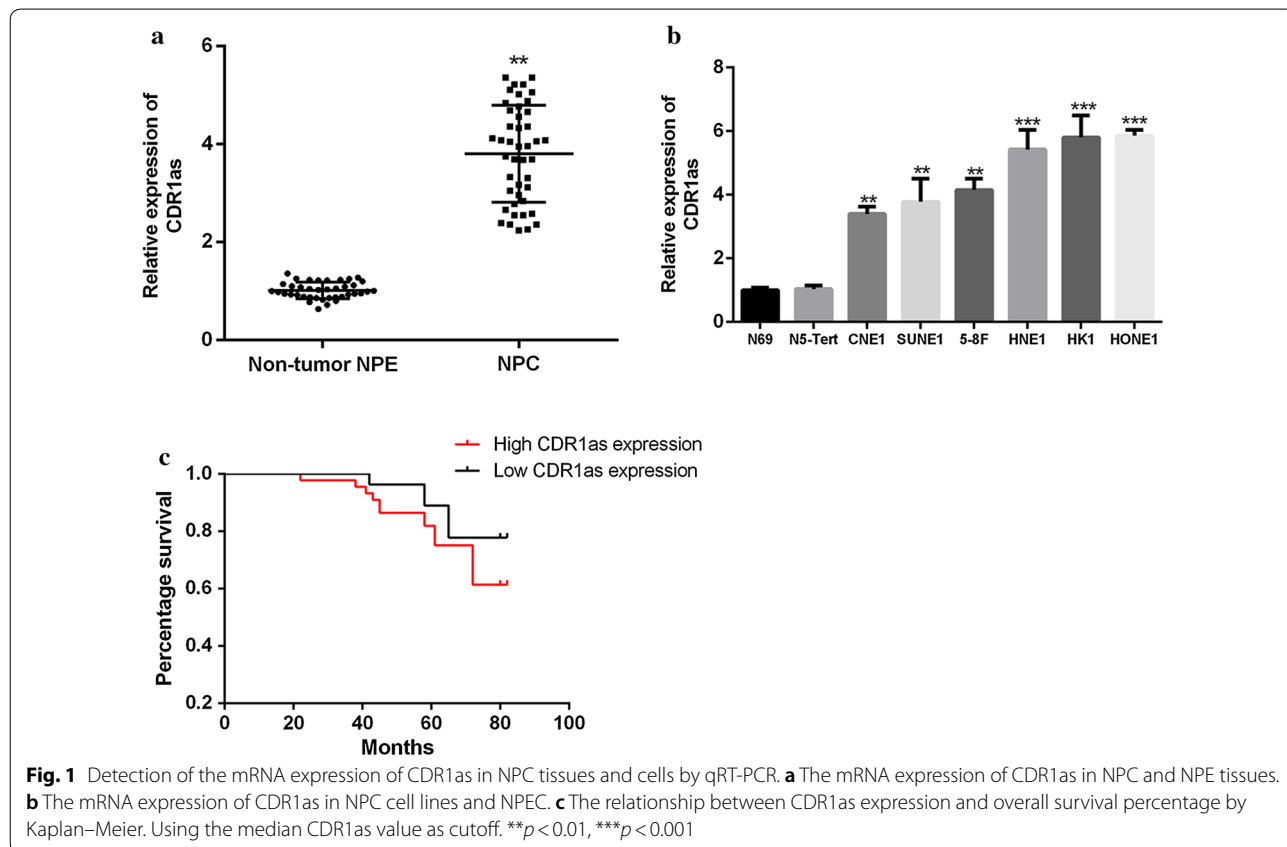 a
6
4
2
0
Relative expression of
CDR1as
**
Non-tumor NPE
NPC
b
8
6
4
2
0
Relative expression of
CDR1as
**
**
**
***
***
***
N69 N5-Tert CNE1 SUNE1 5-8F HNE1 HK1 HONE1
c
High CDR1as expression
Low CDR1as expression
1.0
0.8
0.6
0.4
0.2
Percentage survival
0 20 40 60 80 100
Months
Fig. 1 Detection of the mRNA expression of CDR1as in NPC tissues and cells by qRT-PCR. a The mRNA expression of CDR1as in NPC and NPE tissues.
b The mRNA expression of CDR1as in NPC cell lines and NPEC. c The relationship between CDR1as expression and overall survival percentage by
Kaplan–Meier. Using the median CDR1as value as cutoff. **p < 0.01, ***p < 0.001